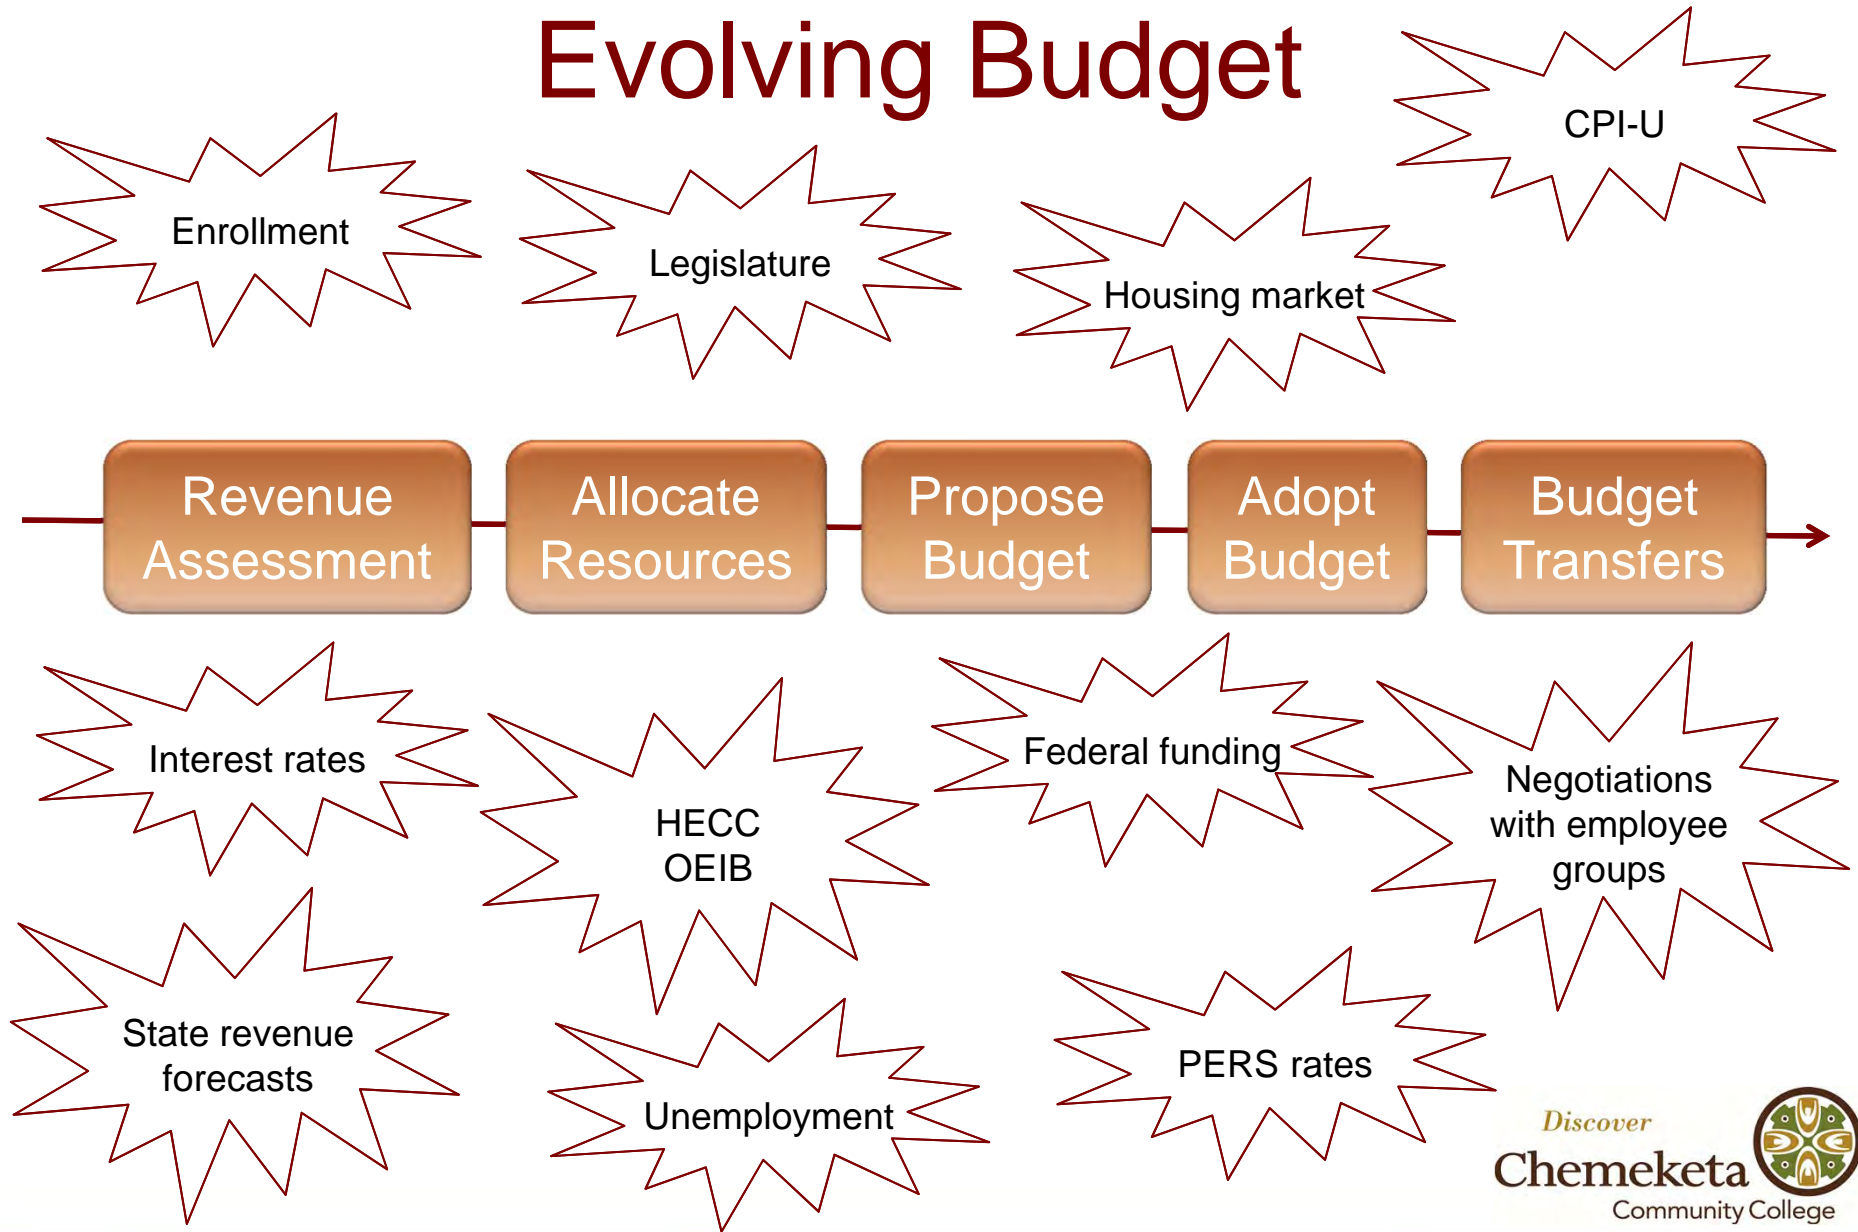 Evolving Budget
CPI-U
Enrollment
Legislature
Housing market
Revenue
Assessment
Allocate
Resources
Propose
Budget
Adopt
Budget
Budget
Transfers
Interest rates
HECC
OEIB
Federal funding
Negotiations
with employee
groups
State revenue
forecasts
Unemployment
PERS rates
Discover
Chemeketa
Community College